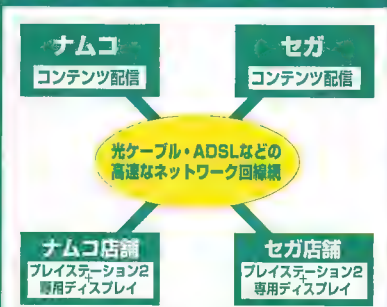 ナムコ
コンテンツ配信
セガ
コンテンツ配信
光ケーブル・ADSLなどの
高速なネットワーク回線網
ナムコ店舗
プレイステーション2
+
専用ディスプレイ
セガ店舗
プレイステーション2
+
専用ディスプレイ